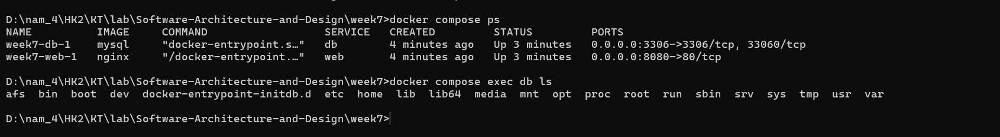 D:\nam_4\HK2\KT\lab\Software-Architecture-and-Design\week7>docker compose ps
NAME          IMAGE     COMMAND                  SERVICE   CREATED         STATUS         PORTS
week7-db-1    mysql     "docker-entrypoint.s…"   db        4 minutes ago   Up 3 minutes   0.0.0.0:3306->3306/tcp, 33060/tcp
week7-web-1   nginx     "/docker-entrypoint.…"   web       4 minutes ago   Up 3 minutes   0.0.0.0:8080->80/tcp
D:\nam_4\HK2\KT\lab\Software-Architecture-and-Design\week7>docker compose exec db ls
afs  bin  boot  dev  docker-entrypoint-initdb.d  etc  home  lib  lib64  media  mnt  opt  proc  root  run  sbin  srv  sys  tmp  usr  var
D:\nam_4\HK2\KT\lab\Software-Architecture-and-Design\week7>